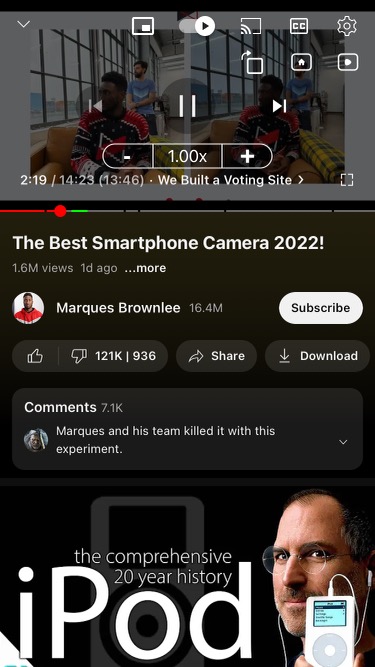 CC
- 1.00x +
2:19 / 14:23 (13:46) · We Built a Voting Site >
The Best Smartphone Camera 2022!
1.6M views 1d ago ...more
Marques Brownlee 16.4M
Subscribe
121K | 936
Share
Download
Comments 7.1K
Marques and his team killed it with this
experiment.
the comprehensive
20 year history
iPod